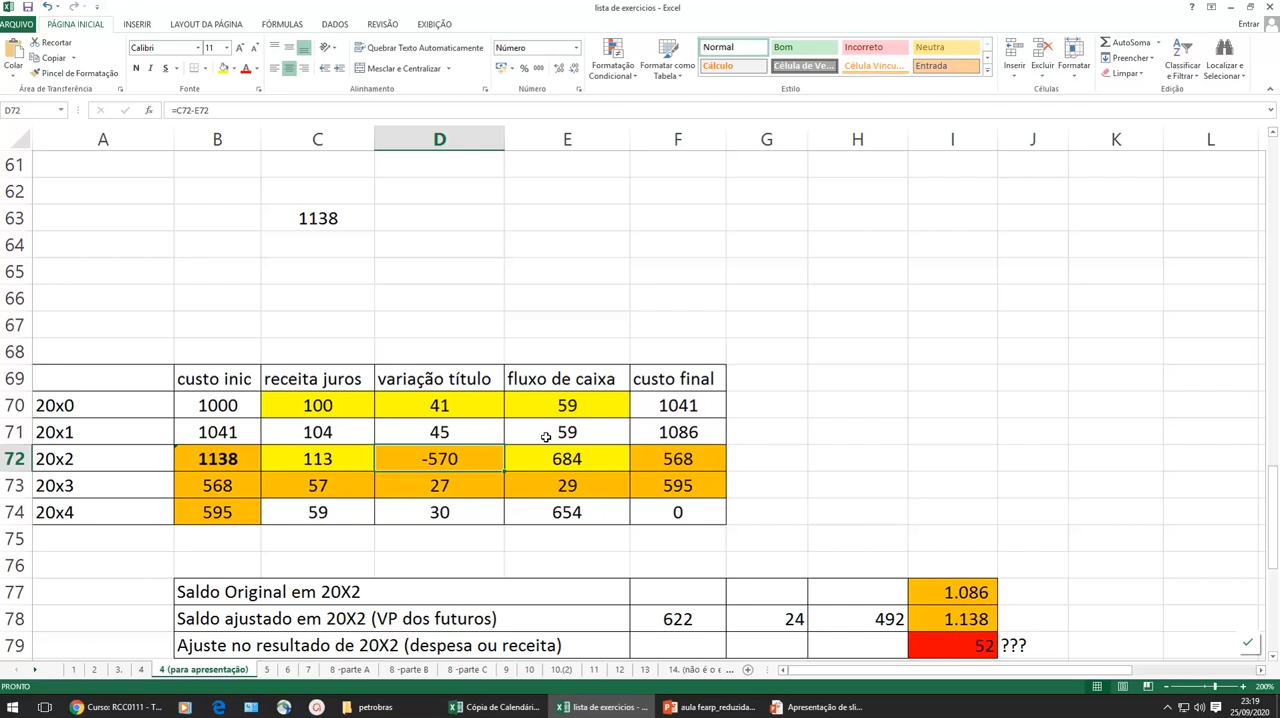 lista de exercicios - Excel
Entrar
ARQUIVO PÁGINA INICIAL INSERIR LAYOUT DA PÁGINA FÓRMULAS DADOS REVISÃO EXIBIÇÃO
Colar
Recortar
Copiar
Pincel de Formatação
Área de Transferência
Calibri 11
N I S
Fonte
Quebrar Texto Automaticamente
Mesclar e Centralizar
Alinhamento
Número
% 000
Número
Formatação Condicional
Formatar como Tabela
Normal Bom Incorreto Neutra
Cálculo Célula de Ve... Célula Vincu... Entrada
Estilo
Inserir Excluir Formatar
Células
AutoSoma
Preencher
Limpar
Classificar e Filtrar
Localizar e Selecionar
Edição
D72 fx =C72-E72
A B C D E F G H I J K L
61
62
63 1138
64
65
66
67
68
69 custo inic receita juros variação título fluxo de caixa custo final
70 20x0 1000 100 41 59 1041
71 20x1 1041 104 45 59 1086
72 20x2 1138 113 -570 684 568
73 20x3 568 57 27 29 595
74 20x4 595 59 30 654 0
75
76
77 Saldo Original em 20X2 1.086
78 Saldo ajustado em 20X2 (VP dos futuros) 622 24 492 1.138
79 Ajuste no resultado de 20X2 (despesa ou receita) 52 ???
1 2 3. 4 4 (para apresentação) 5 6 7 8 -parte A 8 -parte B 8 -parte C 9 10 10.(2) 11 12 13 14. (não é o e ...
PRONTO
200%
Curso: RCC0111 - T... petrobras Cópia de Calendári... lista de exercicios - ... aula fearp_reduzida... Apresentação de sli...
23:19
25/09/2020